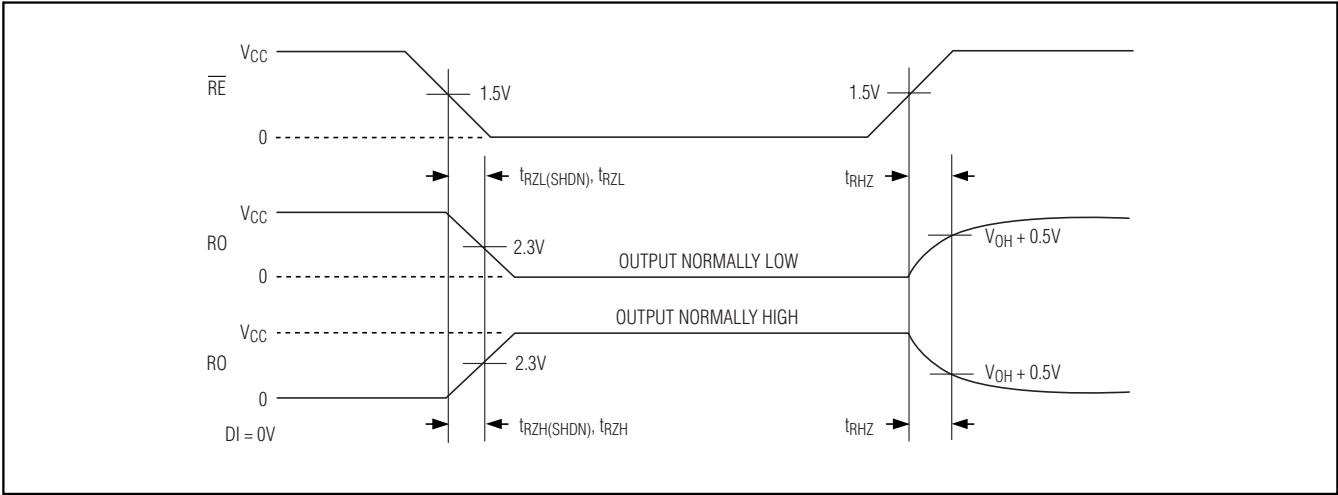 VCC
RE
1.5V
1.5V
0
tRZL(SHDN), tRZL
tRHZ
VCC
RO
2.3V
VOH + 0.5V
OUTPUT NORMALLY LOW
0
OUTPUT NORMALLY HIGH
VCC
RO
2.3V
VOH + 0.5V
0
DI = 0V
tRZH(SHDN), tRZH
tRHZ